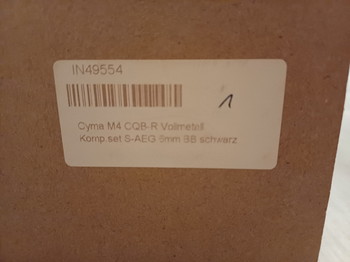 IN49554
1
Cyma M4 CQB-R Vollmetall
Komp.set S-AEG 6mm BB schwarz